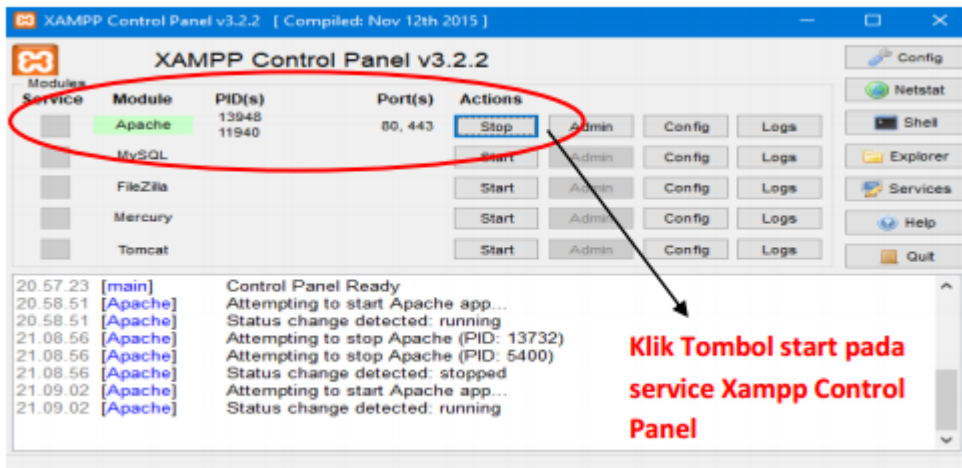 XAMPP Control Panel v3.2.2 [ Compiled: Nov 12th 2015 ]
XAMPP Control Panel v3.2.2
Config
Modules
Service Module PID(s) Port(s) Actions
Netstat
Apache 13948 11940 80, 443 Stop Admin Config Logs
Shell
MySQL Start Admin Config Logs
Explorer
FileZilla Start Admin Config Logs
Services
Mercury Start Admin Config Logs
Help
Tomcat Start Admin Config Logs
Quit
20.57.23 [main] Control Panel Ready
20.58.51 [Apache] Attempting to start Apache app...
20.58.51 [Apache] Status change detected: running
21.08.56 [Apache] Attempting to stop Apache (PID: 13732)
21.08.56 [Apache] Attempting to stop Apache (PID: 5400)
21.08.56 [Apache] Status change detected: stopped
21.09.02 [Apache] Attempting to start Apache app...
21.09.02 [Apache] Status change detected: running
Klik Tombol start pada
service Xampp Control
Panel